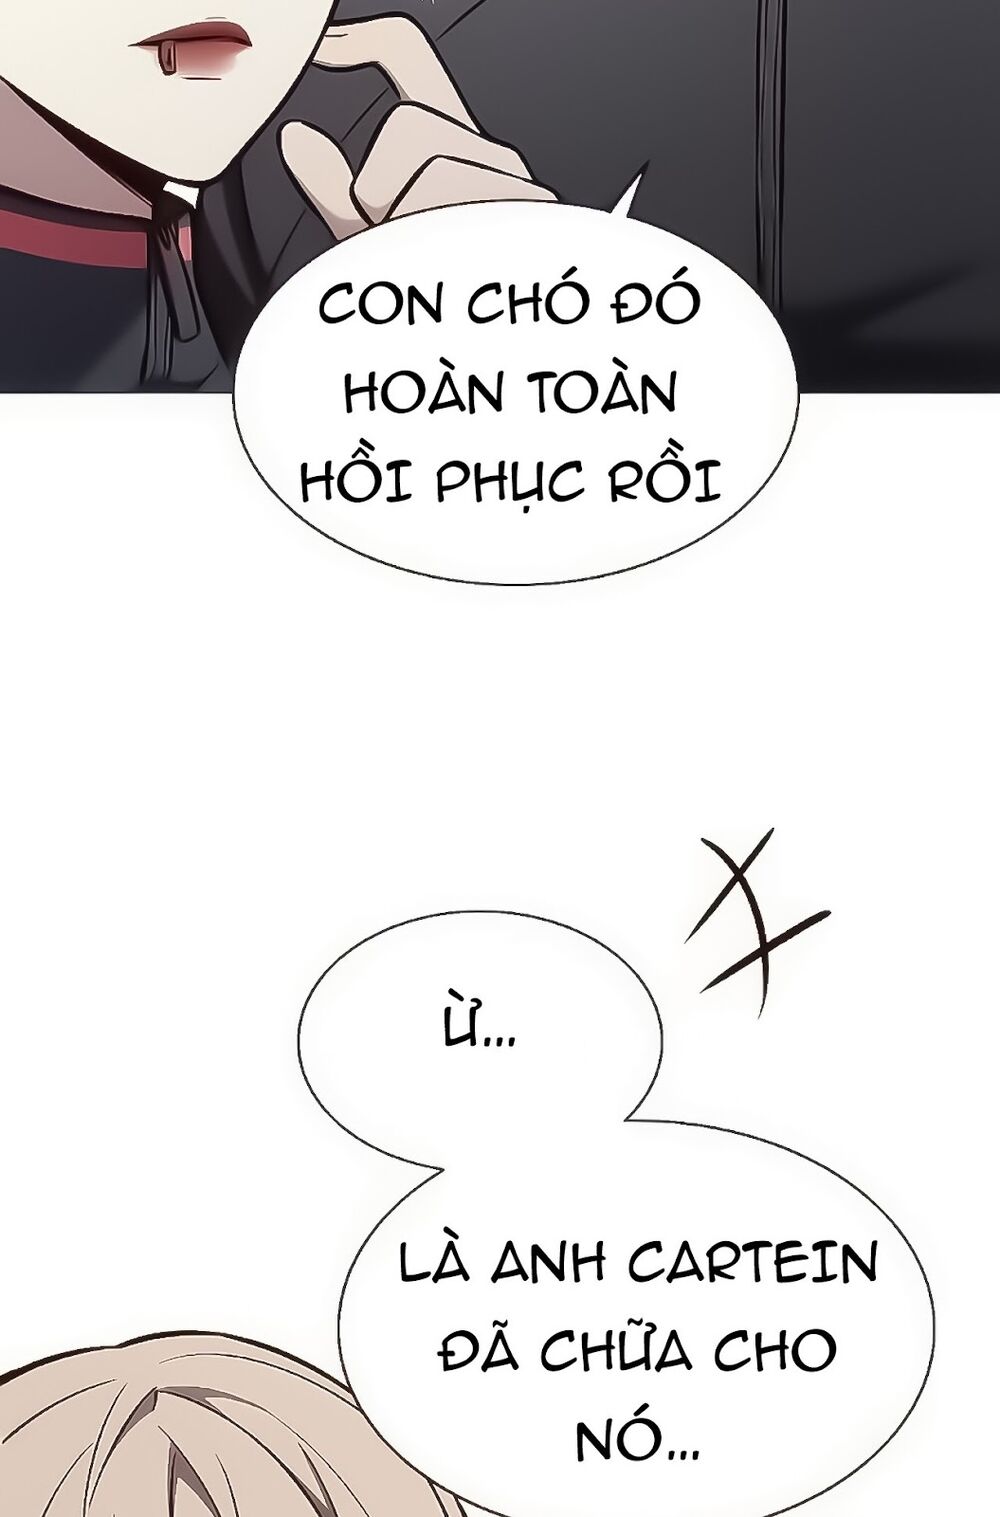 CON CHÓ ĐÓ
HOÀN TOÀN
HỒI PHỤC RỒI
Ừ...
LÀ ANH CARTEIN
ĐÃ CHỮA CHO
NÓ...